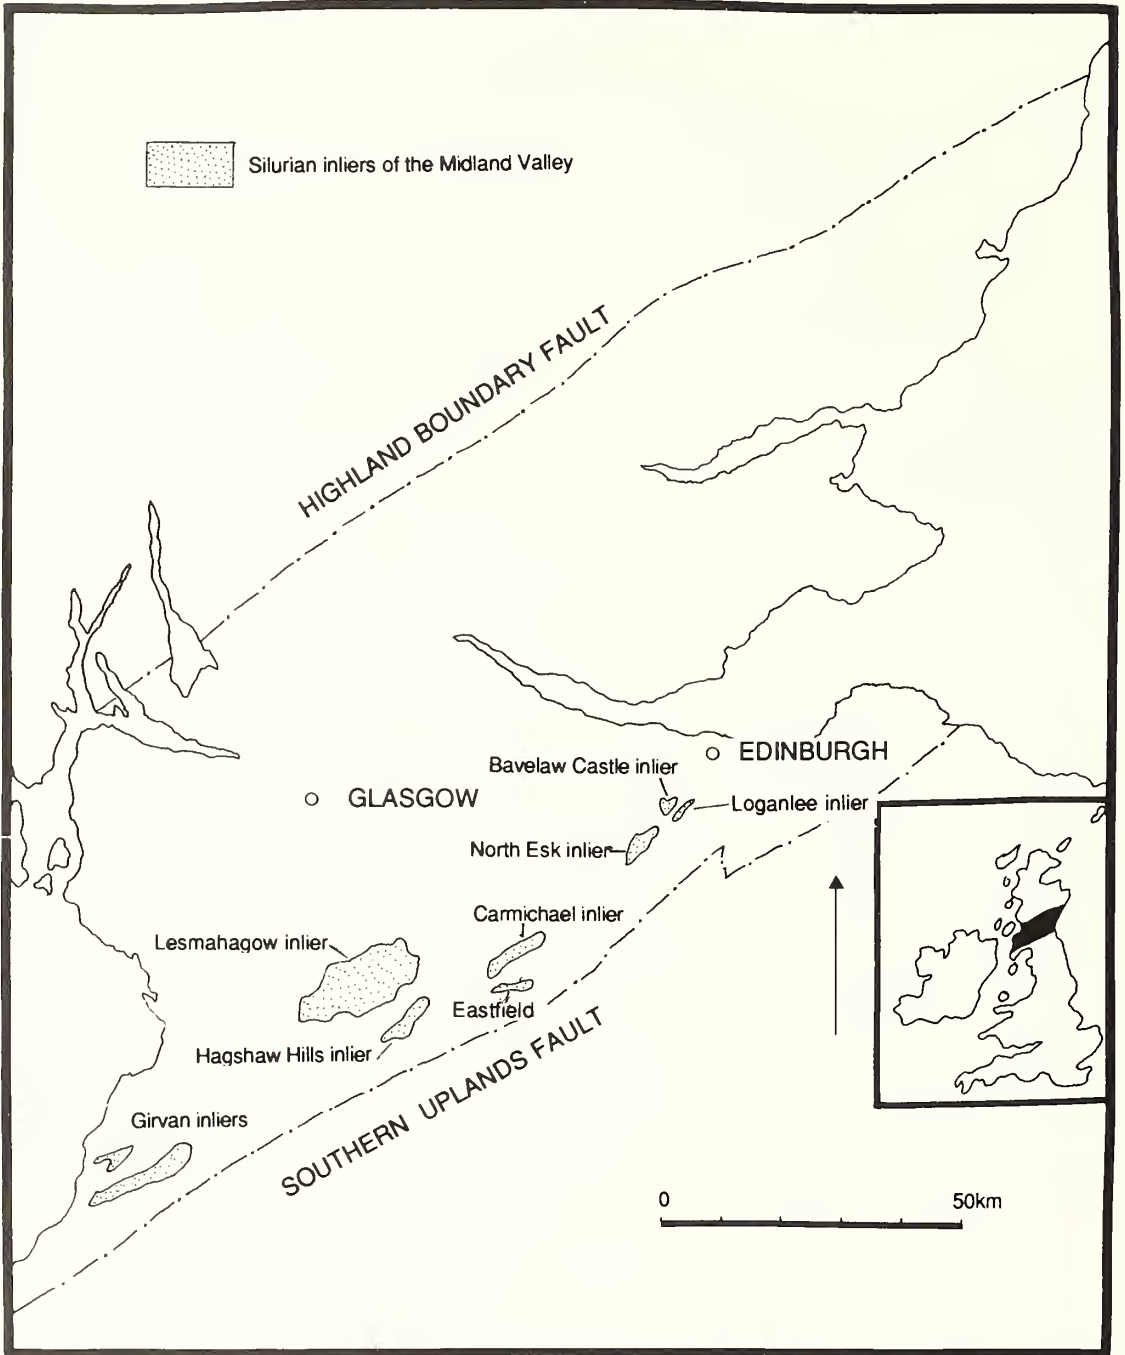 Silurian inliers of the Midland Valley
HIGHLAND BOUNDARY FAULT
EDINBURGH
Bavelaw Castle inlier
GLASGOW
Loganlee inlier
North Esk inlier
Carmichael inlier
Lesmahagow inlier
Eastfield
Hagshaw Hills inlier
SOUTHERN UPLANDS FAULT
Girvan inliers
0 50km